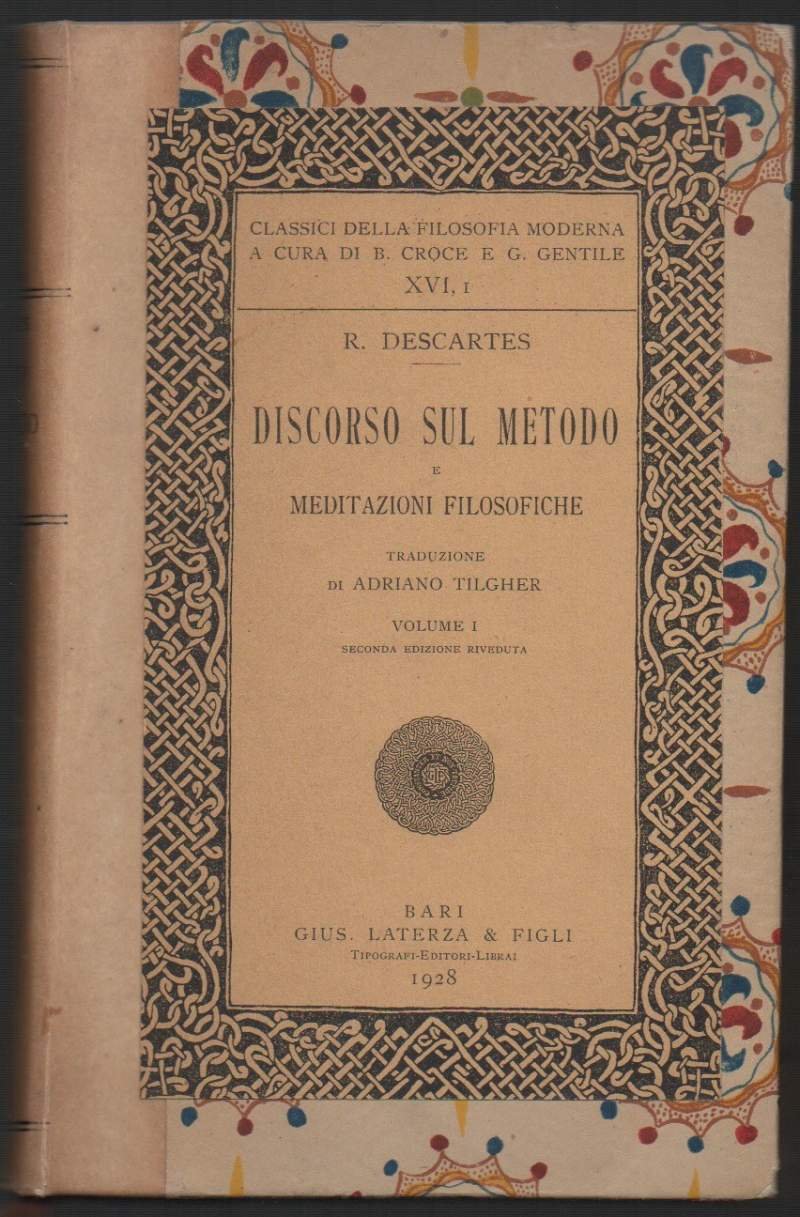 CLASSICI DELLA FILOSOFIA MODERNA
A CURA DI B. CROCE E G. GENTILE
XVI, I
R. DESCARTES
DISCORSO SUL METODO
E
MEDITAZIONI FILOSOFICHE
TRADUZIONE
DI ADRIANO TILGHER
VOLUME I
SECONDA EDIZIONE RIVEDUTA
BARI
GIUS. LATERZA & FIGLI
TIPOGRAFI-EDITORI-LIBRAI
1928